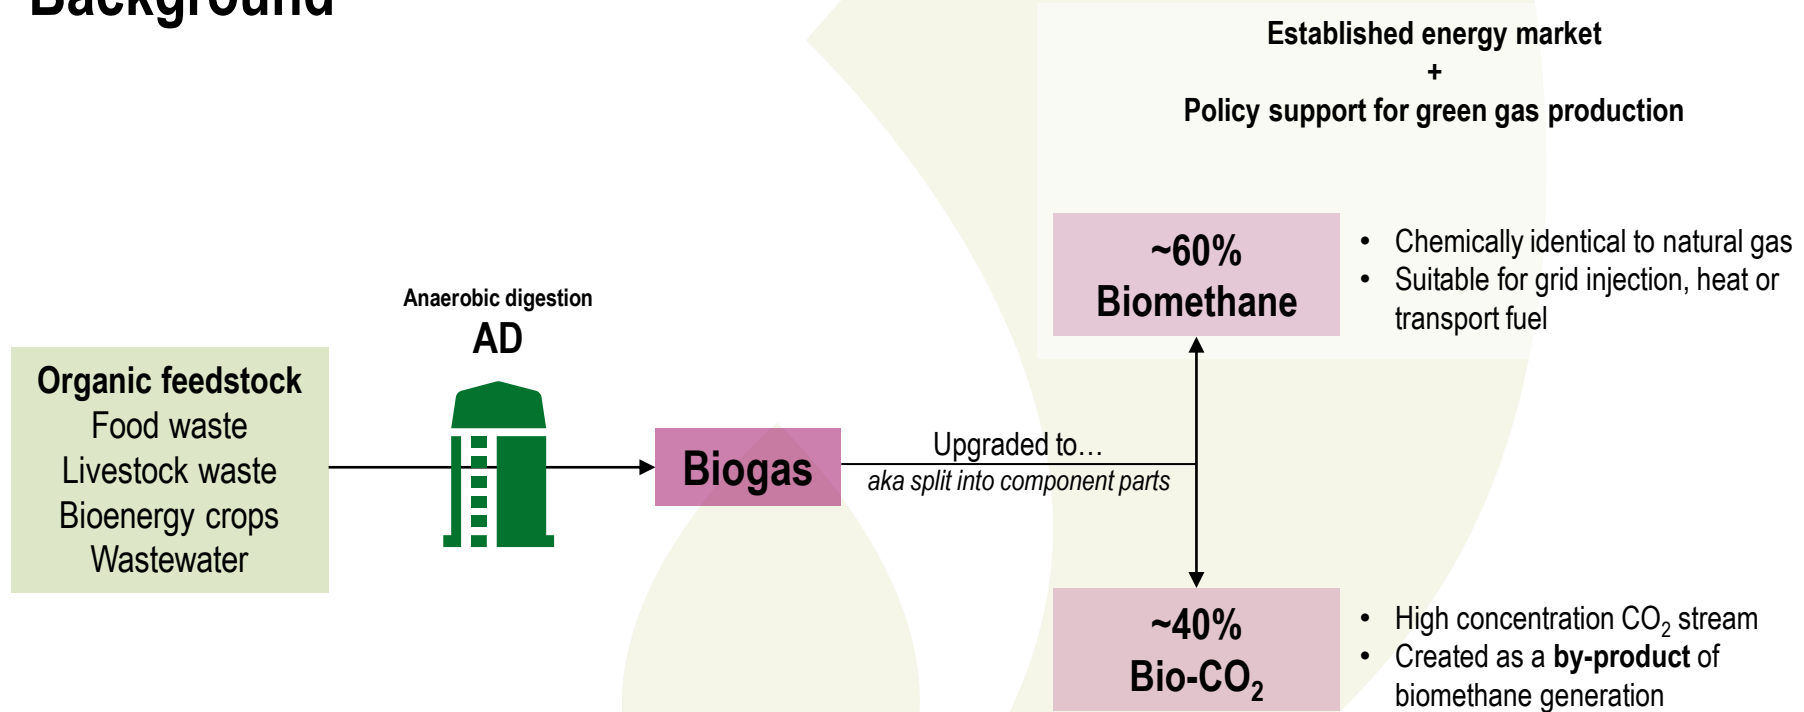 Background
Established energy market
+
Policy support for green gas production
~60%
Biomethane
• Chemically identical to natural gas
• Suitable for grid injection, heat or
transport fuel
Anaerobic digestion
AD
Organic feedstock
Food waste
Livestock waste
Bioenergy crops
Wastewater
Biogas
Upgraded to…
aka split into component parts
~40%
Bio-CO₂
• High concentration CO₂ stream
• Created as a by-product of
biomethane generation